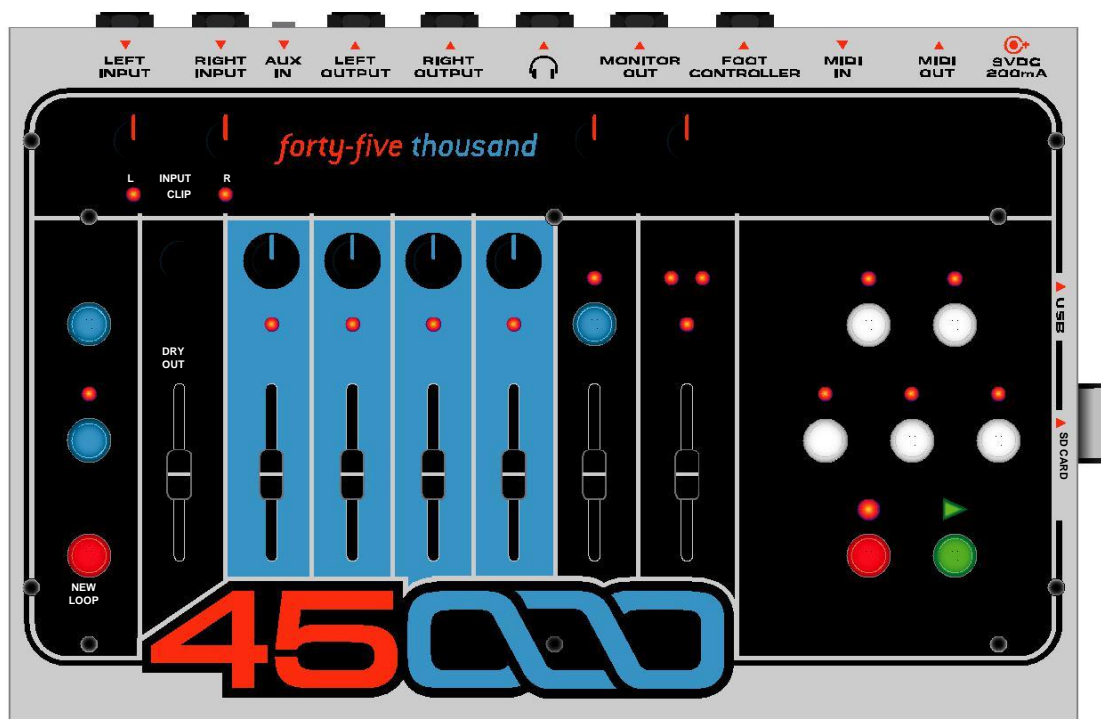 LEFT INPUT
RIGHT INPUT
AUX IN
LEFT OUTPUT
RIGHT OUTPUT
MONITOR OUT
FOOT CONTROLLER
MIDI IN
MIDI OUT
9VDC 200mA
forty-five thousand
L INPUT R
CLIP
USB
DRY
OUT
SD CARD
NEW
LOOP
45000